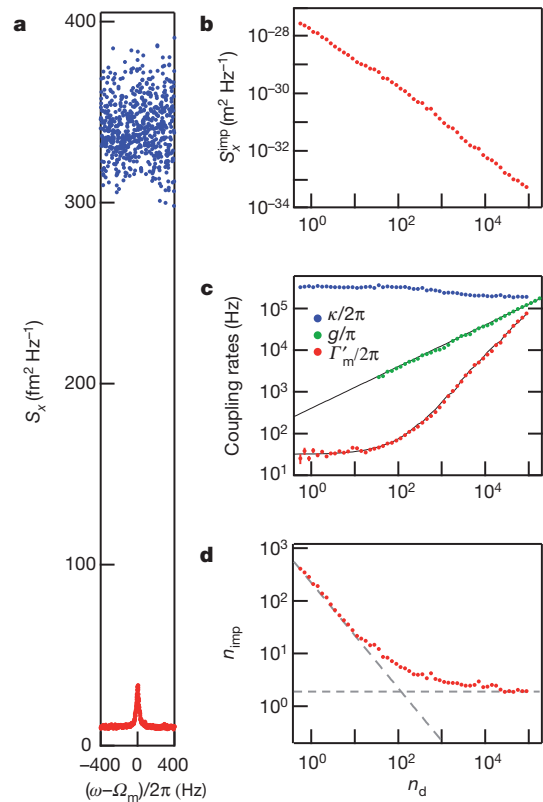 a
400
300
200
100
0
S_x (fm² Hz⁻¹)
−400
0
400
(ω−Ω_m)/2π (Hz)
b
10⁻²⁸
10⁻³⁰
10⁻³²
10⁻³⁴
S_x^imp (m² Hz⁻¹)
10⁰
10²
10⁴
c
κ/2π
g/π
Γ′_m/2π
10⁵
10⁴
10³
10²
10¹
Coupling rates (Hz)
10⁰
10²
10⁴
d
10³
10²
10¹
10⁰
n_imp
10⁰
10²
10⁴
n_d